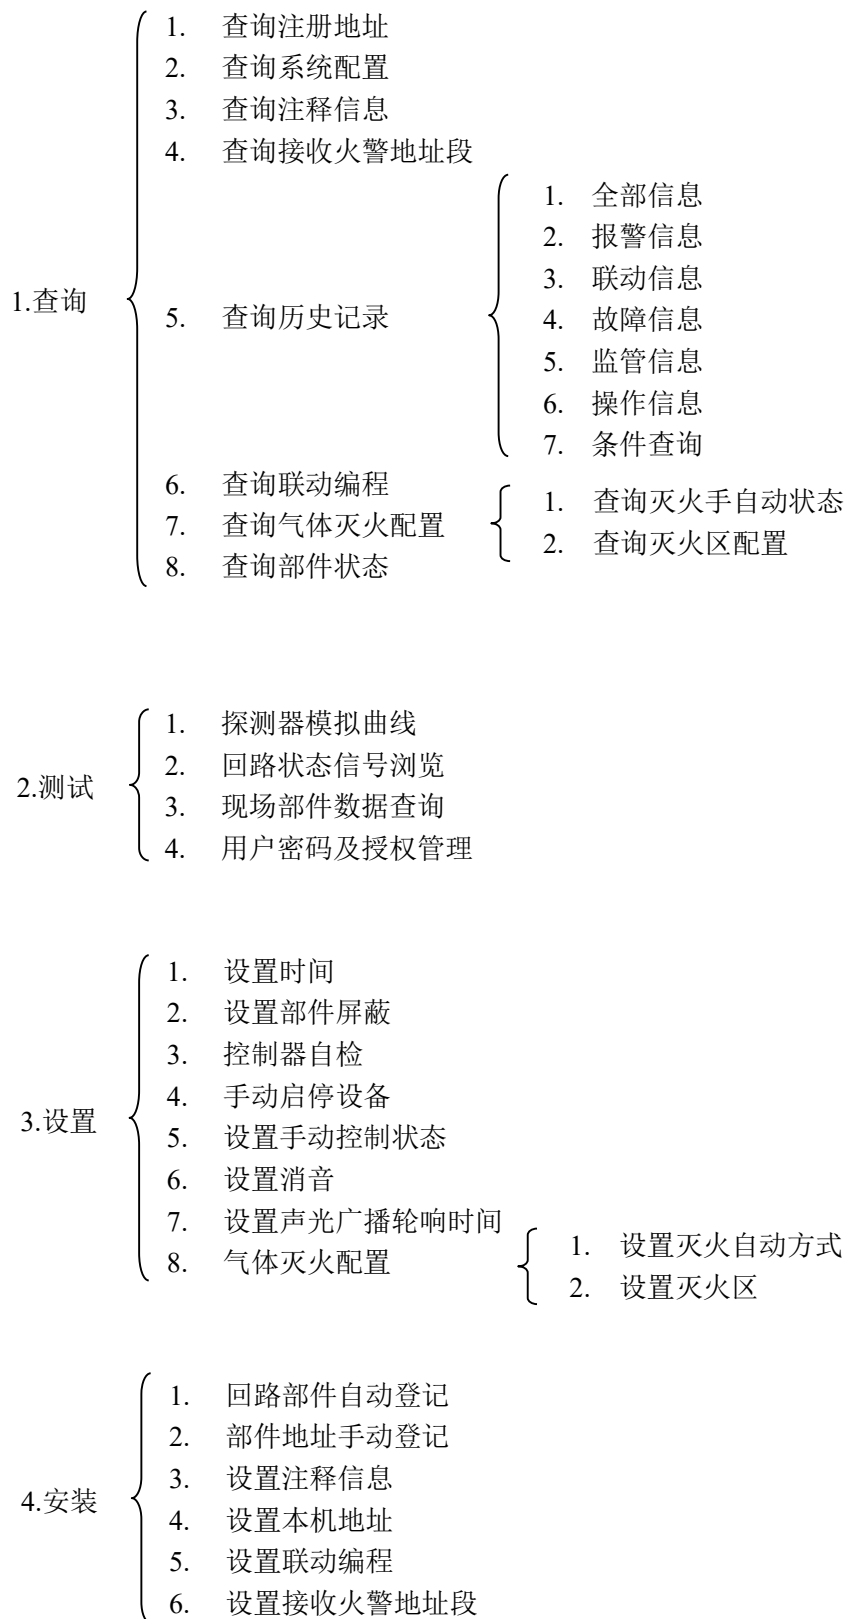 1.查询
1. 查询注册地址
2. 查询系统配置
3. 查询注释信息
4. 查询接收火警地址段
5. 查询历史记录
1. 全部信息
2. 报警信息
3. 联动信息
4. 故障信息
5. 监管信息
6. 操作信息
7. 条件查询
6. 查询联动编程
7. 查询气体灭火配置
1. 查询灭火手自动状态
2. 查询灭火区配置
8. 查询部件状态
2.测试
1. 探测器模拟曲线
2. 回路状态信号浏览
3. 现场部件数据查询
4. 用户密码及授权管理
3.设置
1. 设置时间
2. 设置部件屏蔽
3. 控制器自检
4. 手动启停设备
5. 设置手动控制状态
6. 设置消音
7. 设置声光广播轮响时间
8. 气体灭火配置
1. 设置灭火自动方式
2. 设置灭火区
4.安装
1. 回路部件自动登记
2. 部件地址手动登记
3. 设置注释信息
4. 设置本机地址
5. 设置联动编程
6. 设置接收火警地址段